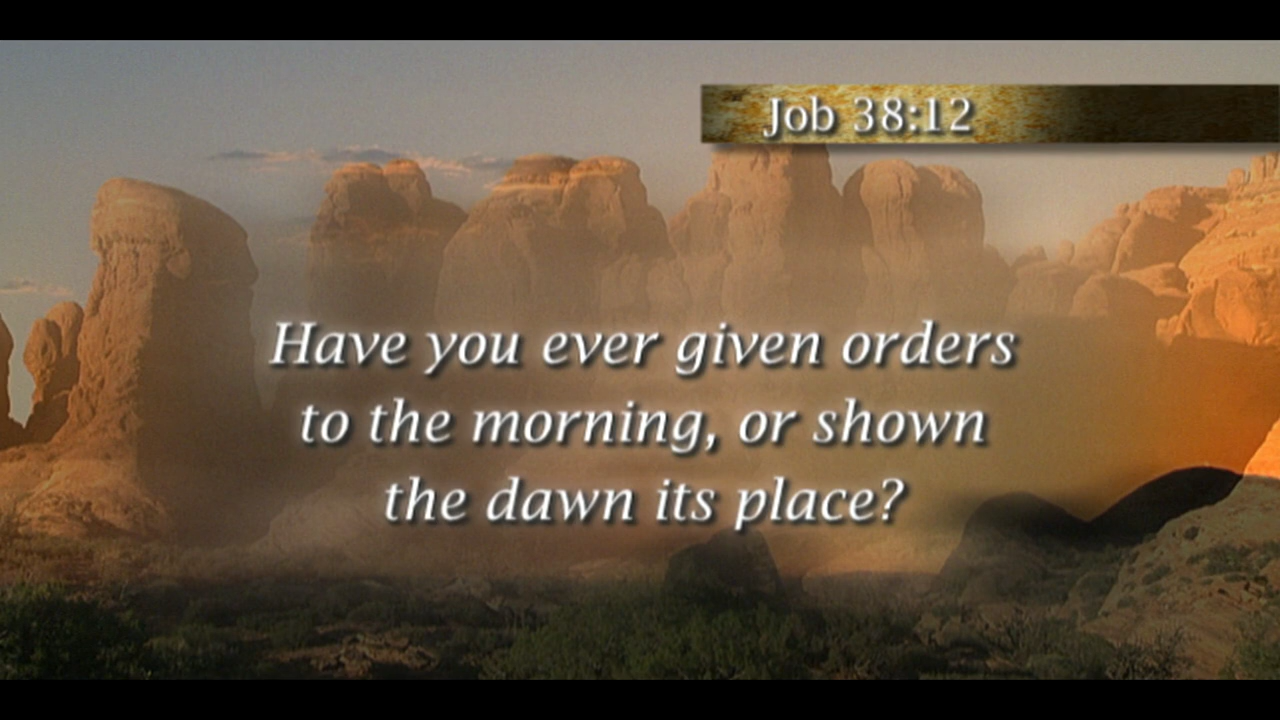 Job 38:12
Have you ever given orders
to the morning, or shown
the dawn its place?